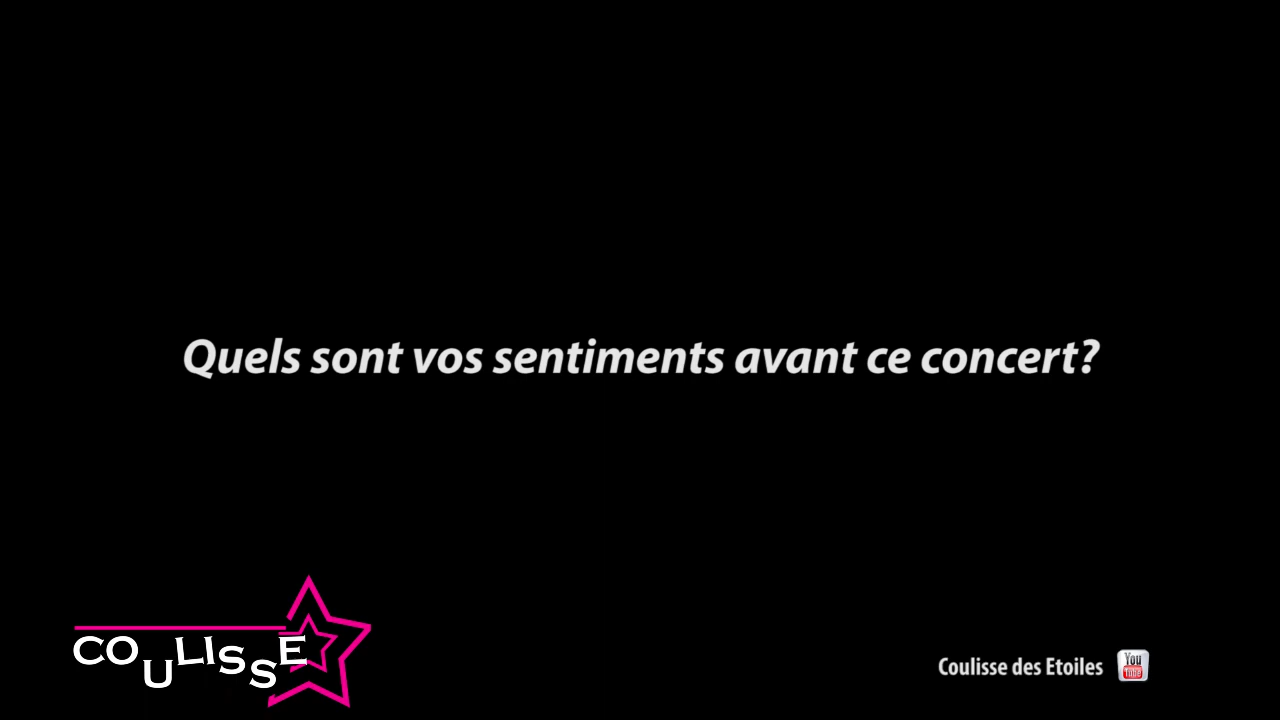 Quels sont vos sentiments avant ce concert?
COULISSE
Coulisse des Etoiles
You
Tube